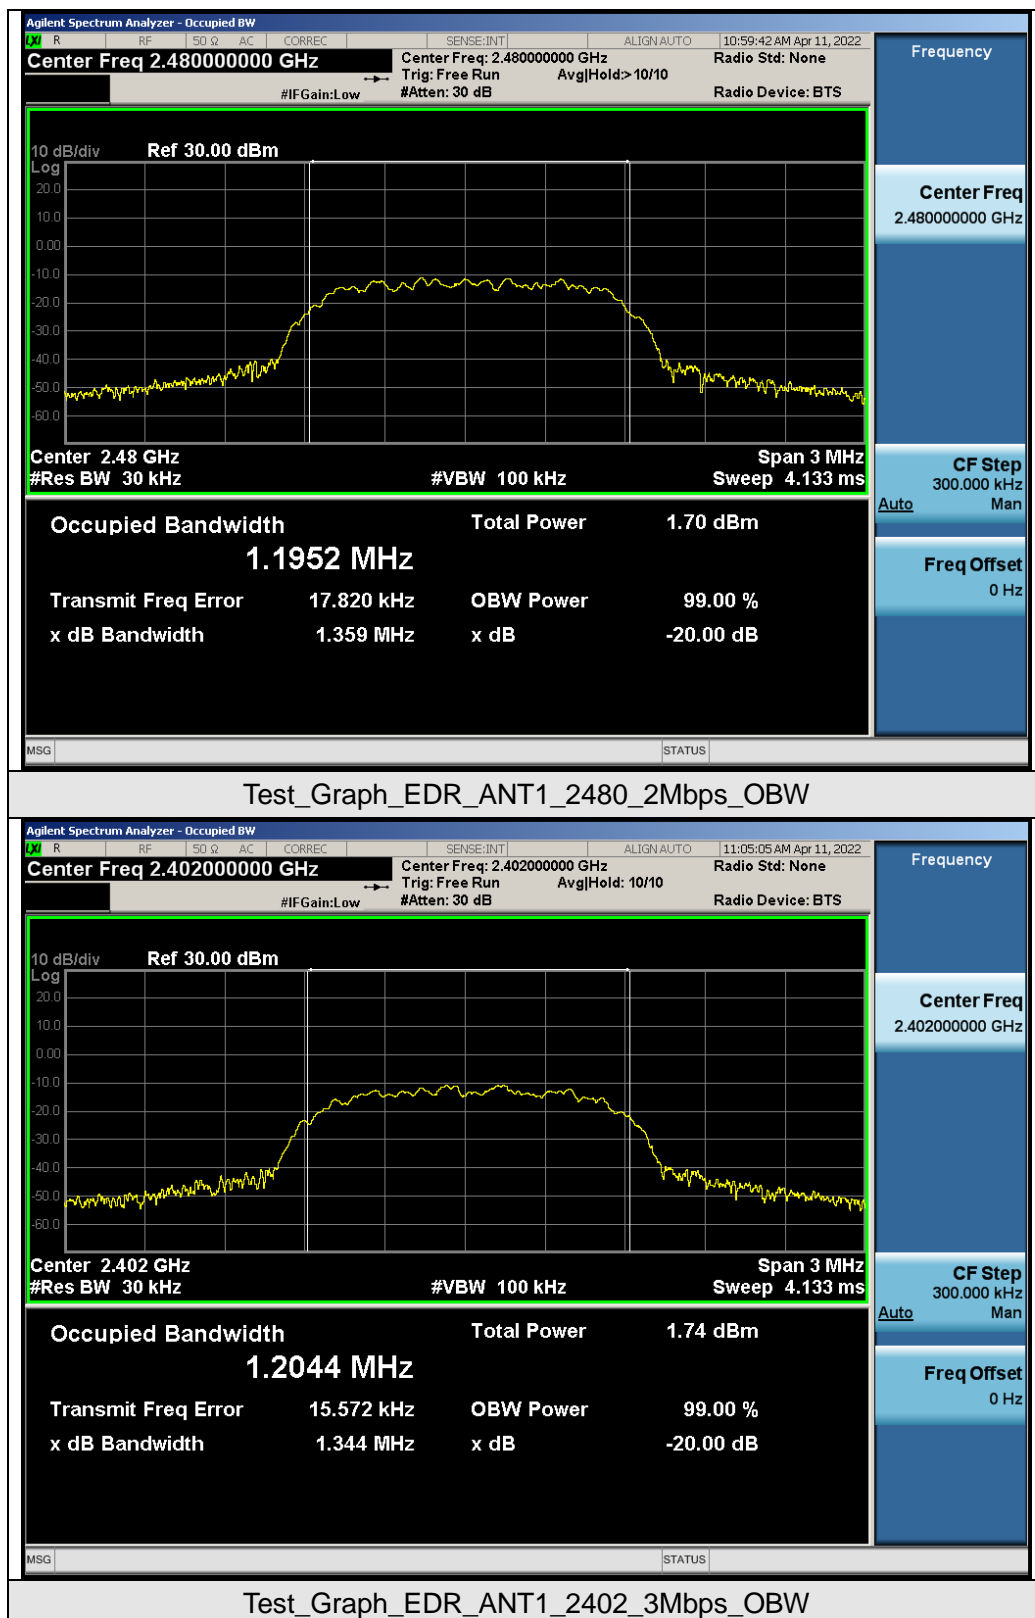 Agilent Spectrum Analyzer - Occupied BW
LXI R RF 50 Ω AC CORREC SENSE:INT ALIGN AUTO 10:59:42 AM Apr 11, 2022
Center Freq 2.480000000 GHz
Center Freq: 2.480000000 GHz
Radio Std: None
Trig: Free Run
Avg|Hold:> 10/10
#IFGain:Low
#Atten: 30 dB
Radio Device: BTS
Frequency
10 dB/div
Ref 30.00 dBm
Log
20.0
10.0
0.00
-10.0
-20.0
-30.0
-40.0
-50.0
-60.0
Center 2.48 GHz
Span 3 MHz
#Res BW 30 kHz
#VBW 100 kHz
Sweep 4.133 ms
Center Freq
2.480000000 GHz
CF Step
300.000 kHz
Auto Man
Freq Offset
0 Hz
Occupied Bandwidth
Total Power 1.70 dBm
1.1952 MHz
Transmit Freq Error 17.820 kHz
OBW Power 99.00 %
x dB Bandwidth 1.359 MHz
x dB -20.00 dB
MSG STATUS
Test_Graph_EDR_ANT1_2480_2Mbps_OBW
Agilent Spectrum Analyzer - Occupied BW
LXI R RF 50 Ω AC CORREC SENSE:INT ALIGN AUTO 11:05:05 AM Apr 11, 2022
Center Freq 2.402000000 GHz
Center Freq: 2.402000000 GHz
Radio Std: None
Trig: Free Run
Avg|Hold: 10/10
#IFGain:Low
#Atten: 30 dB
Radio Device: BTS
Frequency
10 dB/div
Ref 30.00 dBm
Log
20.0
10.0
0.00
-10.0
-20.0
-30.0
-40.0
-50.0
-60.0
Center 2.402 GHz
Span 3 MHz
#Res BW 30 kHz
#VBW 100 kHz
Sweep 4.133 ms
Center Freq
2.402000000 GHz
CF Step
300.000 kHz
Auto Man
Freq Offset
0 Hz
Occupied Bandwidth
Total Power 1.74 dBm
1.2044 MHz
Transmit Freq Error 15.572 kHz
OBW Power 99.00 %
x dB Bandwidth 1.344 MHz
x dB -20.00 dB
MSG STATUS
Test_Graph_EDR_ANT1_2402_3Mbps_OBW